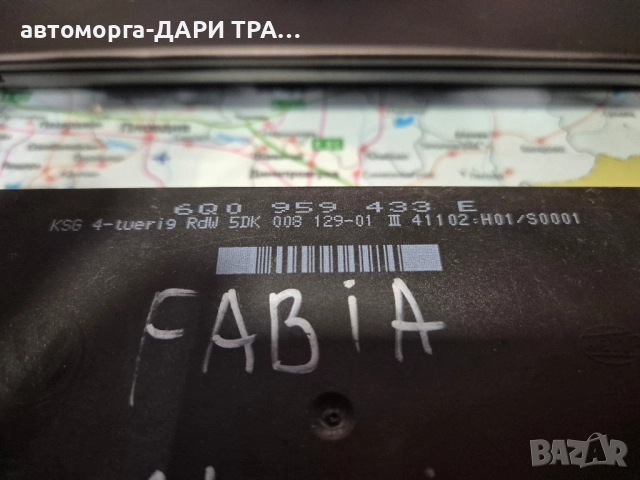 автоморга-ДАРИ ТРА...
6Q0 959 433 E
KSG 4-tuerig RdW 5DK 008 129-01 III 41102:H01/S0001
FABiA
BAZAR